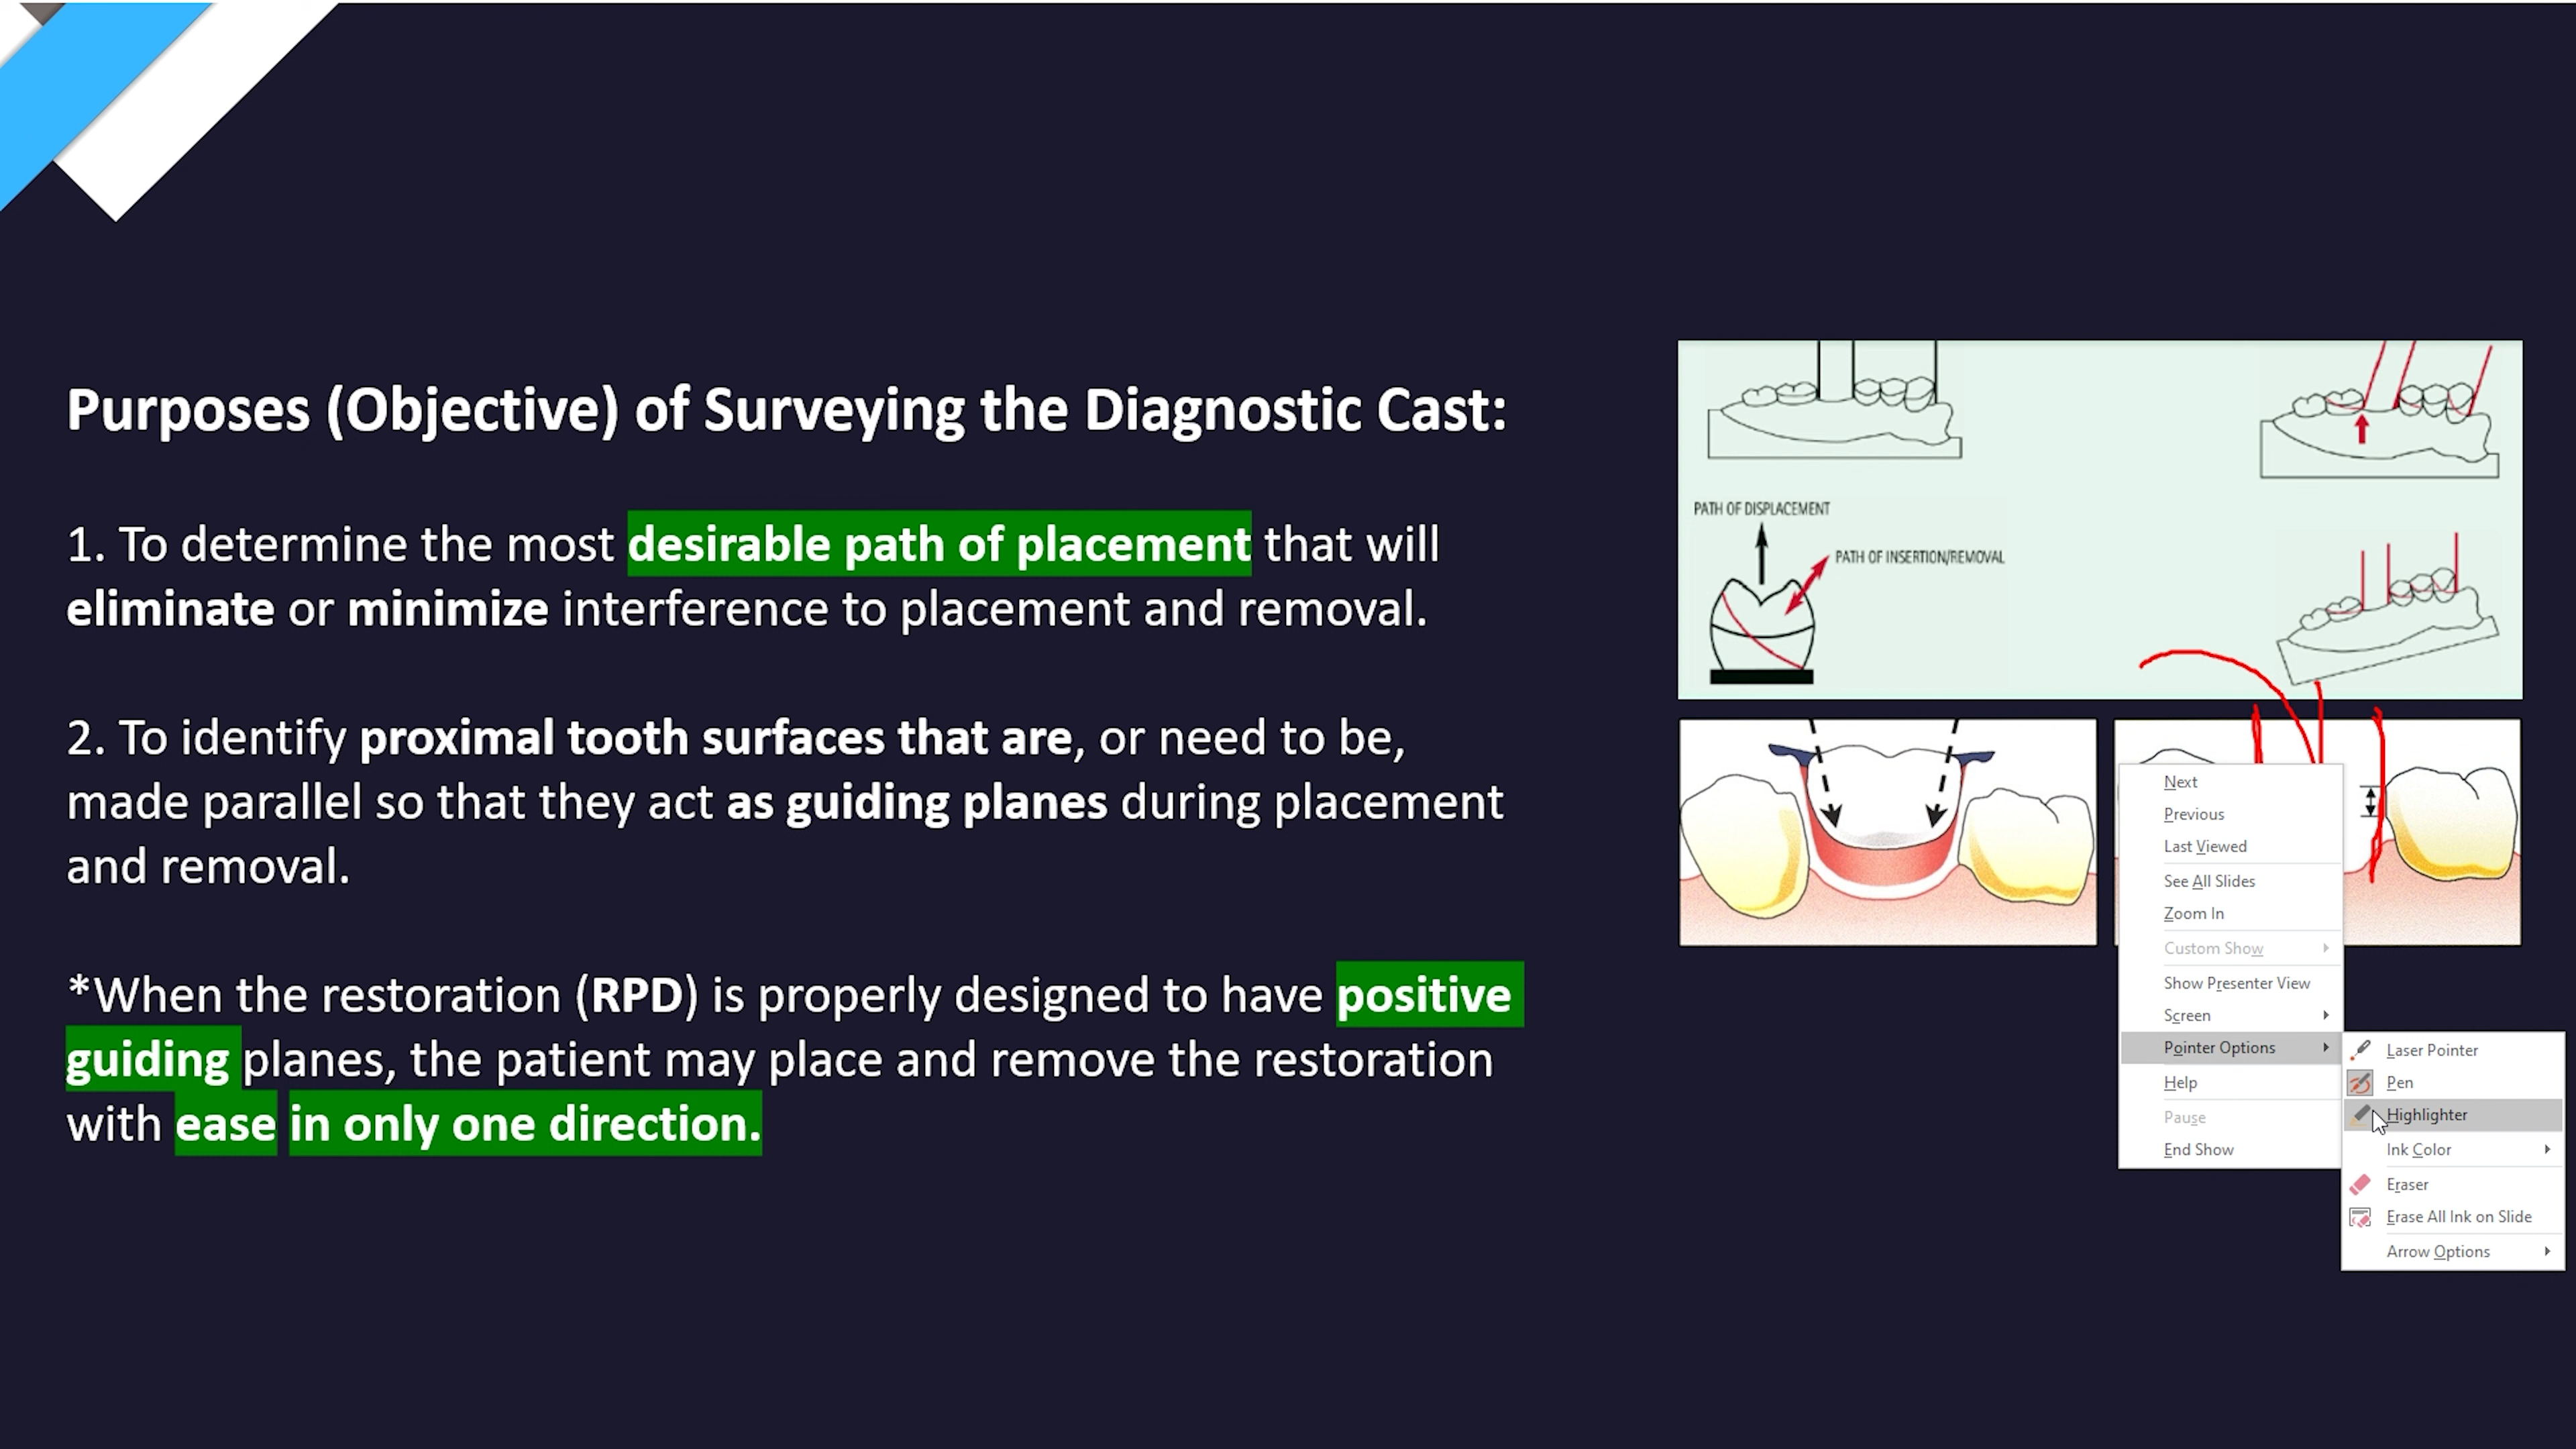 Purposes (Objective) of Surveying the Diagnostic Cast:
1. To determine the most desirable path of placement that will
eliminate or minimize interference to placement and removal.
2. To identify proximal tooth surfaces that are, or need to be,
made parallel so that they act as guiding planes during placement
and removal.
*When the restoration (RPD) is properly designed to have positive
guiding planes, the patient may place and remove the restoration
with ease in only one direction.
PATH OF DISPLACEMENT
PATH OF INSERTION/REMOVAL
Next
Previous
Last Viewed
See All Slides
Zoom In
Custom Show
Show Presenter View
Screen
Pointer Options
Help
Pause
End Show
Laser Pointer
Pen
Highlighter
Ink Color
Eraser
Erase All Ink on Slide
Arrow Options